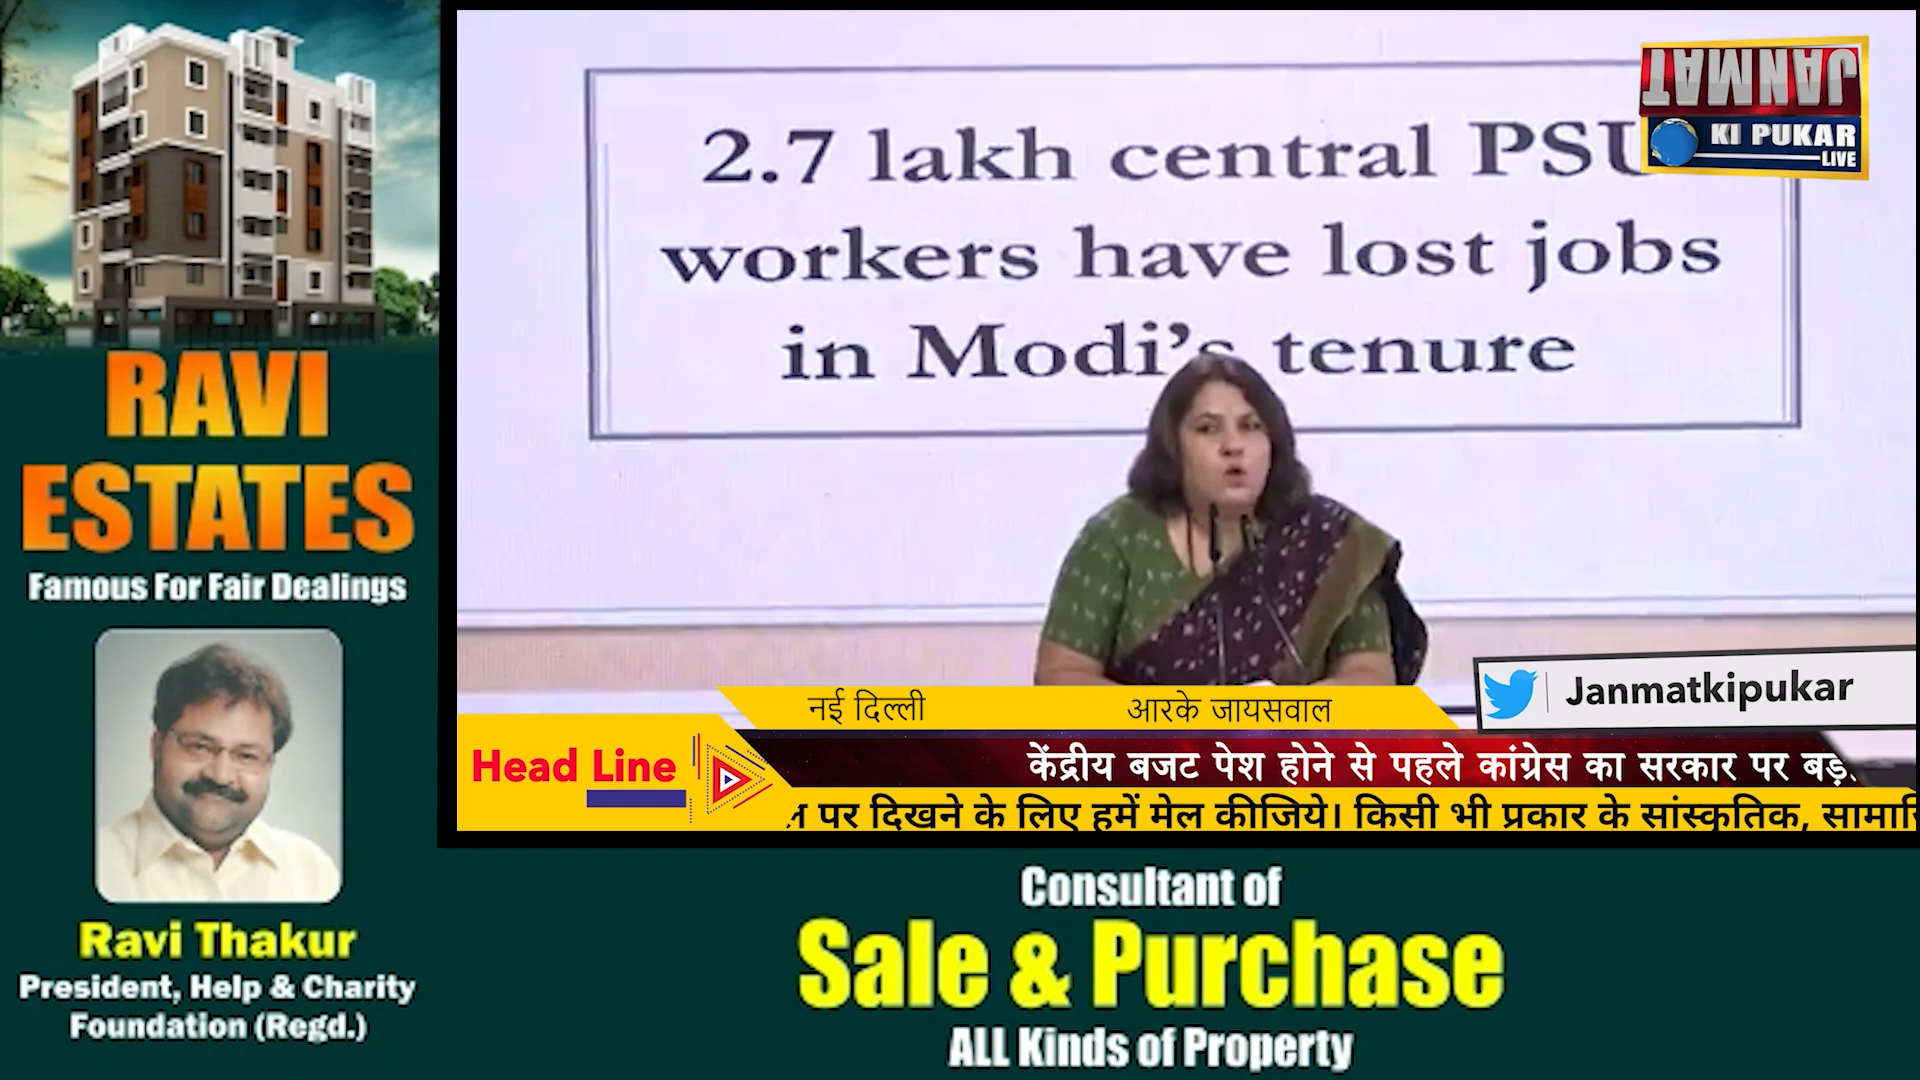 RAVI
ESTATES
Famous For Fair Dealings
Ravi Thakur
President, Help & Charity
Foundation (Regd.)
2.7 lakh central
workers have lost jobs
in Modi's tenure
JANMAT
KI PUKAR
LIVE
Janmatkipukar
नई दिल्ली आरके जायसवाल
Head Line
केंद्रीय बजट पेश होने से पहले कांग्रेस का सरकार पर
पर दिखने के लिए हमें मेल कीजिये। किसी भी प्रकार के सांस्कृतिक,
Consultant of
Sale & Purchase
ALL Kinds of Property